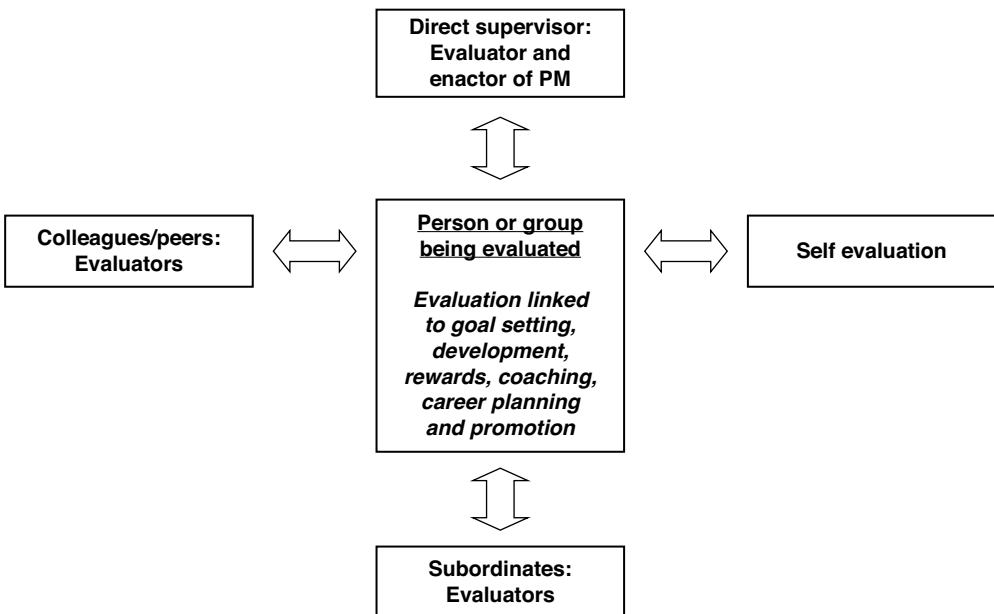 Direct supervisor:
Evaluator and
enactor of PM
Colleagues/peers:
Evaluators
Person or group
being evaluated
Evaluation linked
to goal setting,
development,
rewards, coaching,
career planning
and promotion
Self evaluation
Subordinates:
Evaluators